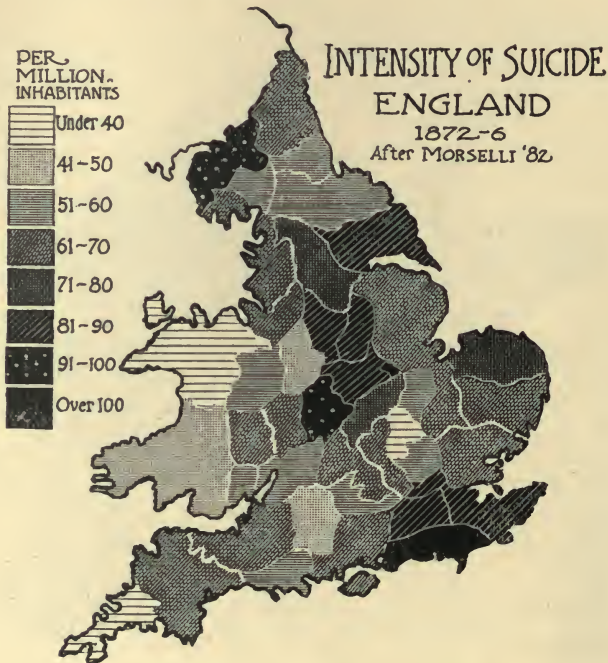 INTENSITY OF SUICIDE
ENGLAND
1872-6
After MORSELLI '82
PER
MILLION
INHABITANTS
Under 40
41-50
51-60
61-70
71-80
81-90
91-100
Over 100